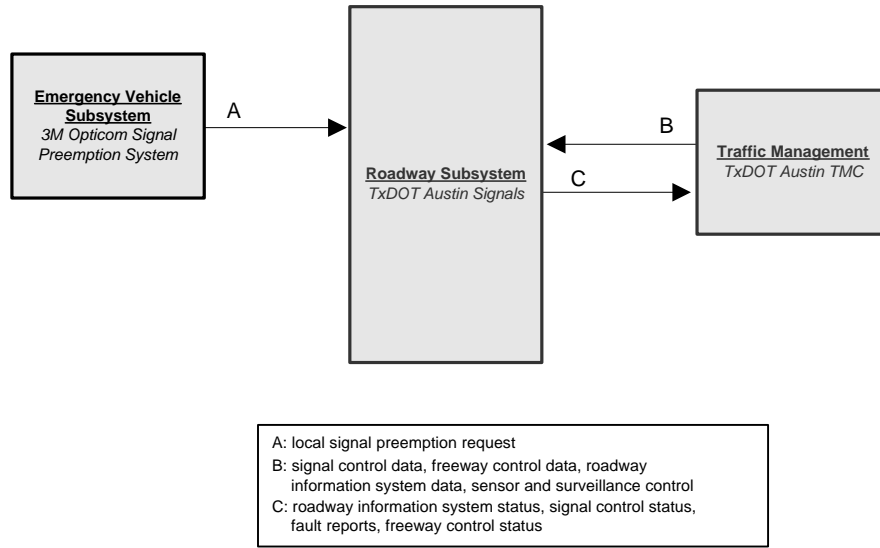 Emergency Vehicle
Subsystem
3M Opticom Signal
Preemption System
A
Roadway Subsystem
TxDOT Austin Signals
B
C
Traffic Management
TxDOT Austin TMC
A: local signal preemption request
B: signal control data, freeway control data, roadway
information system data, sensor and surveillance control
C: roadway information system status, signal control status,
fault reports, freeway control status